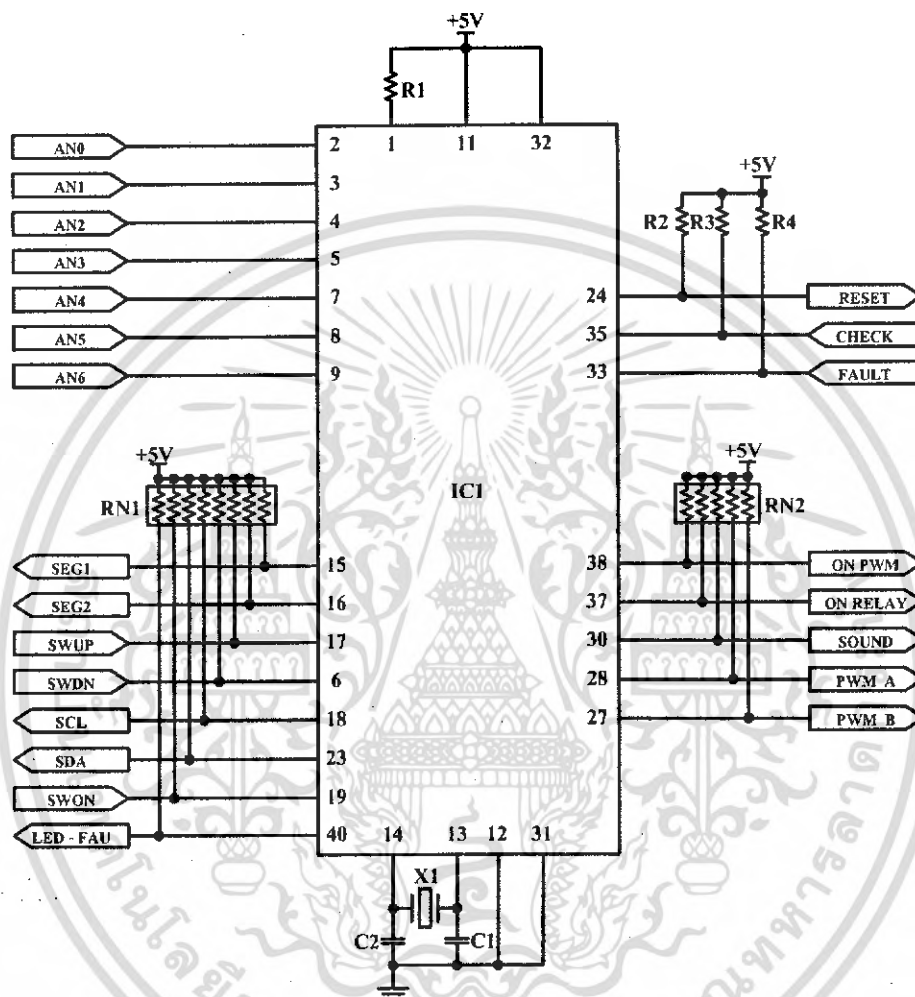 +5V
R1
1 11 32
AN0 2
AN1 3
AN2 4
+5V
AN3 5
R2 R3 R4
AN4 7
24 RESET
AN5 8
35 CHECK
AN6 9
33 FAULT
+5V
+5V
RN1
IC1
RN2
SEG1 15
38 ON PWM
SEG2 16
37 ON RELAY
SWUP 17
30 SOUND
SWDN 6
28 PWM_A
SCL 18
27 PWM_B
SDA 23
SWON 19
LED - FAU 40
14 13 12 31
X1
C2 C1